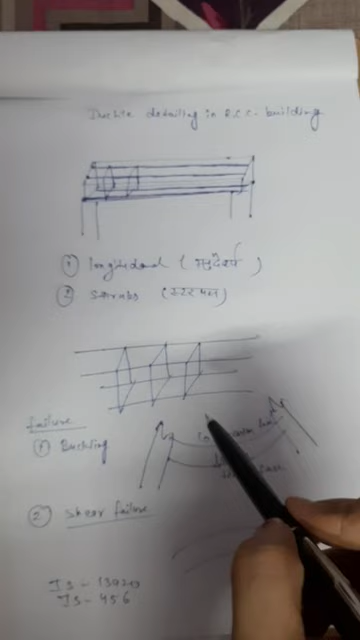 Ductile detailing in R.C.C. building
① longitudinal (अनुदैर्ध्य)
② Stirrups
Failure
① Buckling
② Shear failure
IS - 13920
IS - 456